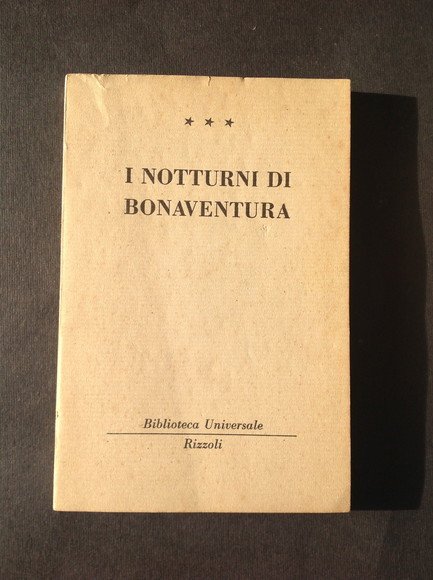 ★ ★ ★
I NOTTURNI DI
BONAVENTURA
Biblioteca Universale
Rizzoli